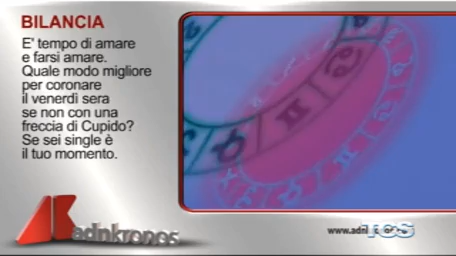 BILANCIA
E' tempo di amare
e farsi amare.
Quale modo migliore
per coronare
il venerdì sera
se non con una
freccia di Cupido?
Se sei single è
il tuo momento.
adnkronos
TCS